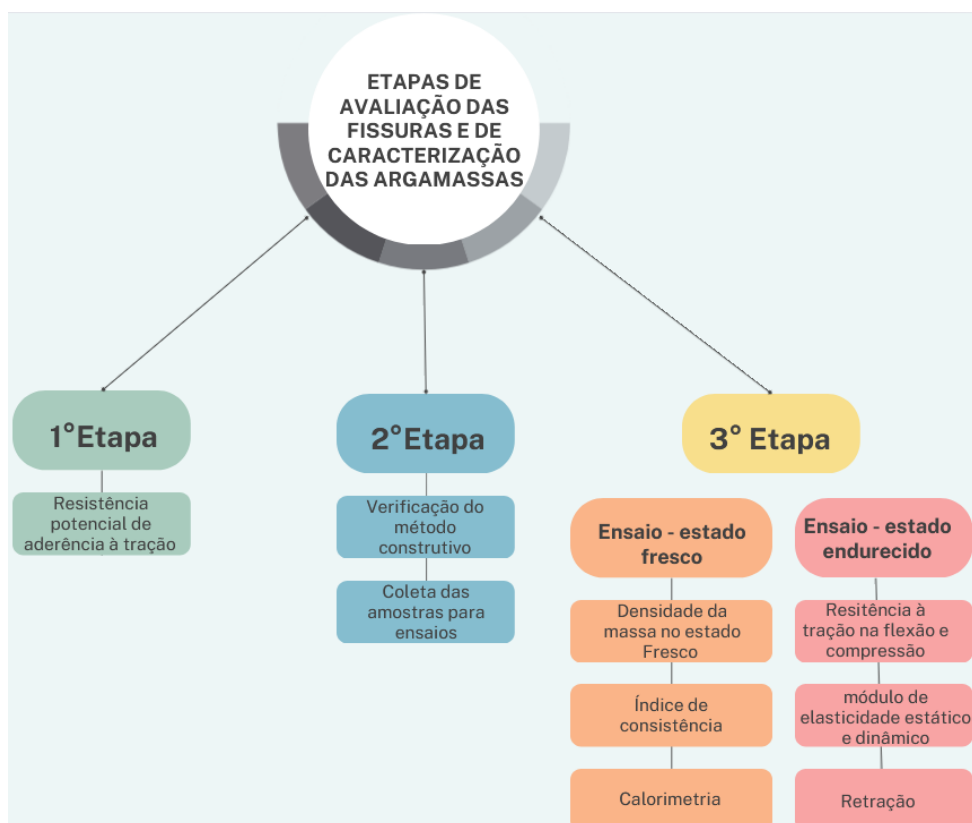 ETAPAS DE
AVALIAÇÃO DAS
FISSURAS E DE
CARACTERIZAÇÃO
DAS ARGAMASSAS
1°Etapa
Resistência
potencial de
aderência à tração
2°Etapa
Verificação do
método
construtivo
Coleta das
amostras para
ensaios
3° Etapa
Ensaio - estado
fresco
Densidade da
massa no estado
Fresco
Índice de
consistência
Calorimetria
Ensaio - estado
endurecido
Resitência à
tração na flexão e
compressão
módulo de
elasticidade estático
e dinâmico
Retração